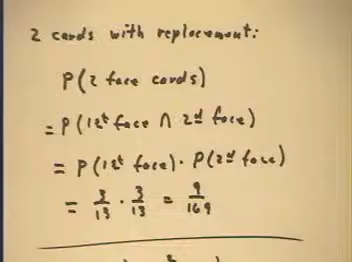 2 cards with replacement:
P(2 face cards)
= P(1st face ∩ 2nd face)
= P(1st face) · P(2nd face)
= 3/13 · 3/13 = 9/169